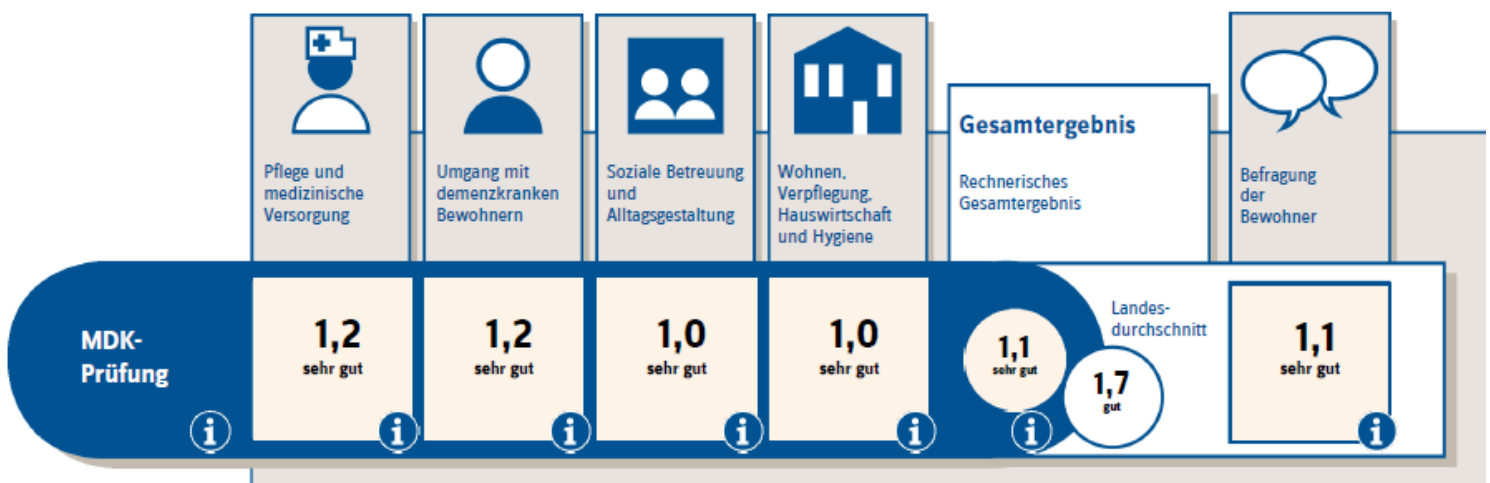 Pflege und
medizinische
Versorgung
Umgang mit
demenzkranken
Bewohnern
Soziale Betreuung
und
Alltagsgestaltung
Wohnen,
Verpflegung,
Hauswirtschaft
und Hygiene
Gesamtergebnis
Rechnerisches
Gesamtergebnis
Befragung
der
Bewohner
MDK-
Prüfung
i
1,2
sehr gut
i
1,2
sehr gut
i
1,0
sehr gut
i
1,0
sehr gut
i
1,1
sehr gut
i
Landes-
durchschnitt
1,7
gut
1,1
sehr gut
i